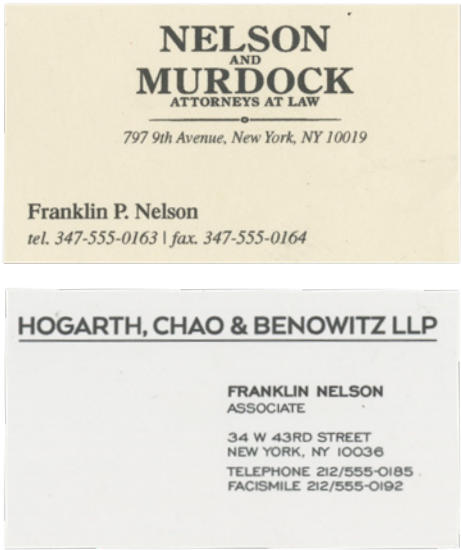 NELSON
AND
MURDOCK
ATTORNEYS AT LAW
797 9th Avenue, New York, NY 10019
Franklin P. Nelson
tel. 347-555-0163 | fax. 347-555-0164
HOGARTH, CHAO & BENOWITZ LLP
FRANKLIN NELSON
ASSOCIATE
34 W 43RD STREET
NEW YORK, NY 10036
TELEPHONE 212/555-0185
FACISMILE 212/555-0192